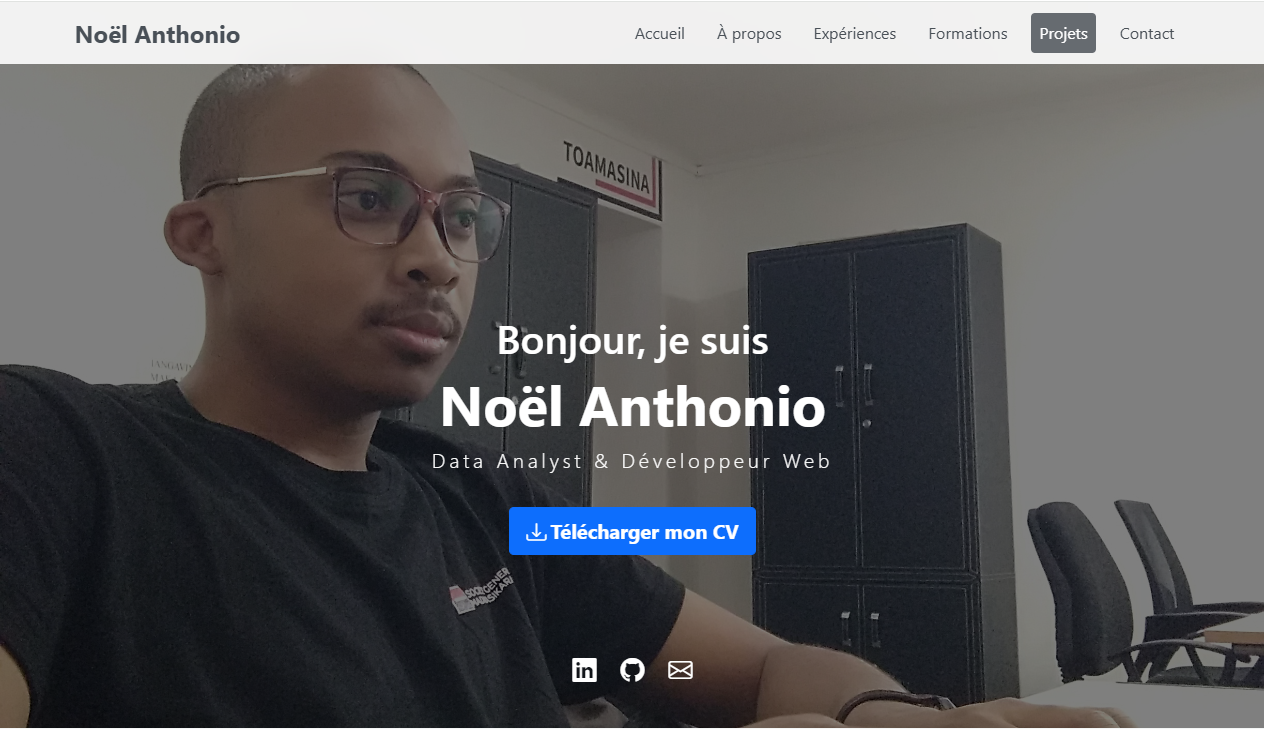 Noël Anthonio
Accueil À propos Expériences Formations Projets Contact
TOAMASINA
Bonjour, je suis
Noël Anthonio
Data Analyst & Développeur Web
Télécharger mon CV
in